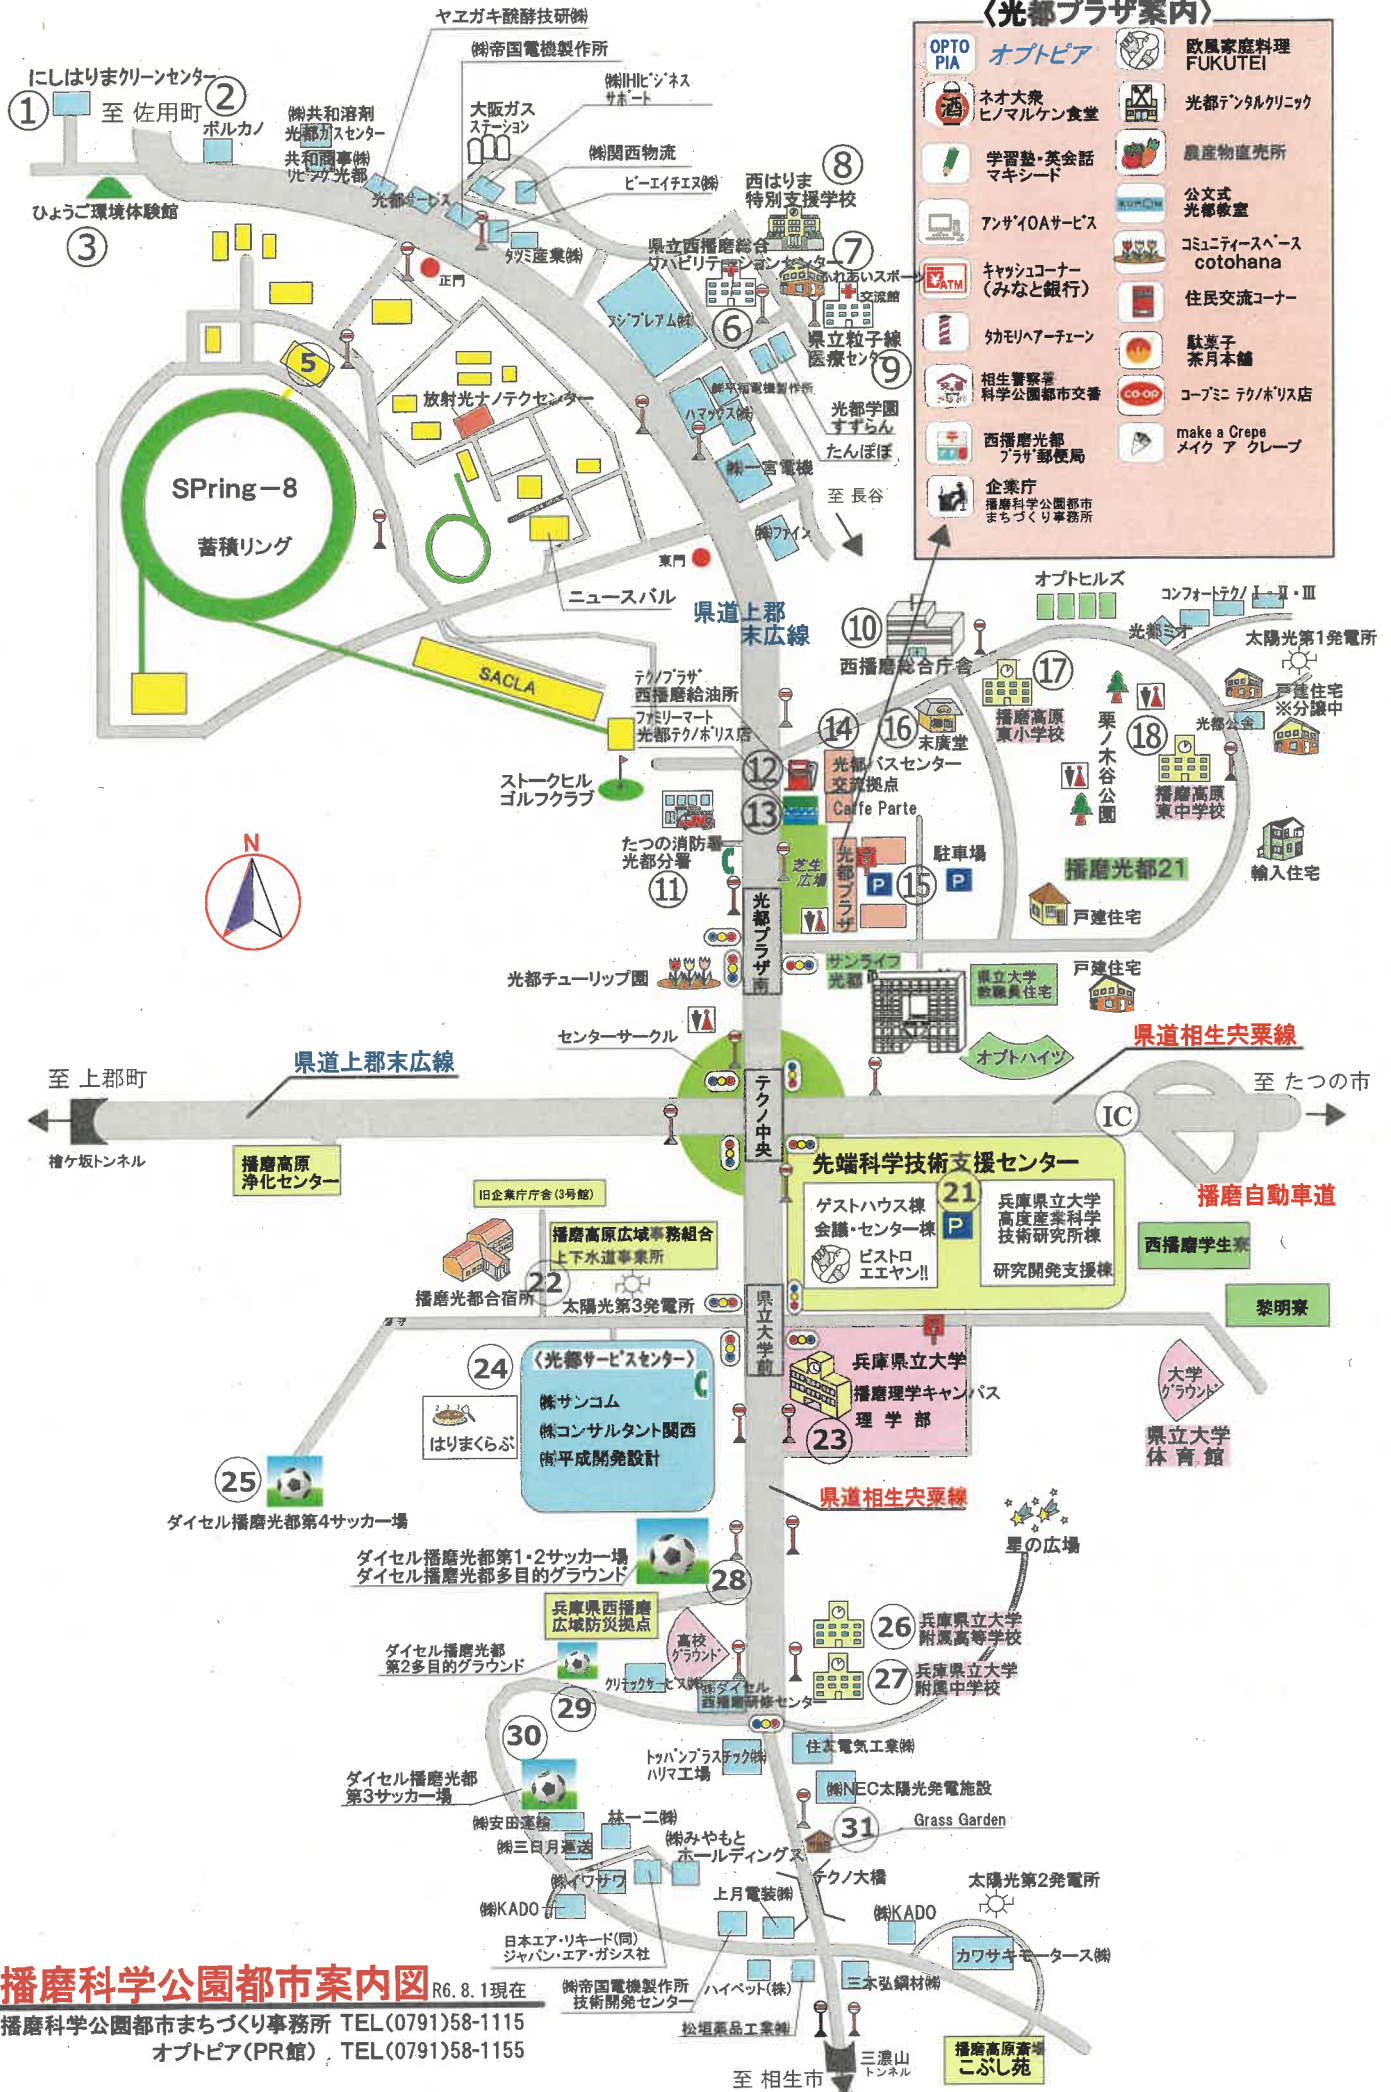 〈光都プラザ案内〉
OPTO
PIA
オプトピア
欧風家庭料理
FUKUTEI
酒
ネオ大衆
ヒノマルケン食堂
光都デンタルクリニック
学習塾・英会話
マキシード
農産物直売所
アンザイOAサービス
KUMON
公文式
光都教室
ATM
キャッシュコーナー
(みなと銀行)
コミュニティースペース
cotohana
タカモリヘアーチェーン
住民交流コーナー
相生警察署
科学公園都市交番
駄菓子
茶月本舗
西播磨光都
プラザ郵便局
CO-OP
コープミニ テクノポリス店
企業庁
播磨科学公園都市
まちづくり事務所
make a Crepe
メイク ア クレープ
ヤヱガキ醗酵技研㈱
㈱帝国電機製作所
㈱IHIビジネス
サポート
にしはりまクリーンセンター
①
至 佐用町
②
ボルカノ
㈱共和溶剤
光都ガスセンター
共和商事㈱
リビング光都
大阪ガス
ステーション
㈱関西物流
ビーエイチエヌ㈱
光都サービス
タツミ産業㈱
ひょうご環境体験館
③
正門
西はりま
特別支援学校
⑧
県立西播磨総合
リハビリテーションセンター
⑦
ふれあいスポーツ
交流館
⑥
フジプレアム㈱
県立粒子線
医療センター
⑨
5
放射光ナノテクセンター
㈱平福電機製作所
ハマックス㈱
光都学園
すずらん
たんぽぽ
㈱一宮電機
至 長谷
㈱ファイン
SPring-8
蓄積リング
東門
ニュースバル
県道上郡
末広線
SACLA
⑩
西播磨総合庁舎
オプトヒルズ
コンフォートテクノ Ⅰ・Ⅱ・Ⅲ
光都ミオ
太陽光第1発電所
テクノプラザ
西播磨給油所
ファミリーマート
光都テクノポリス店
⑰
播磨高原
東小学校
戸建住宅
※分譲中
栗ノ木谷公園
光都公舎
⑱
播磨高原
東中学校
⑯
末廣堂
⑭
光都バスセンター
交流拠点
Caffe Parte
⑫
⑬
ストークヒル
ゴルフクラブ
たつの消防署
光都分署
⑪
芝生
広場
光都プラザ
P
⑮
駐車場
P
播磨光都21
輸入住宅
戸建住宅
N
光都プラザ南
光都チューリップ園
サンライフ
光都
県立大学
教職員住宅
戸建住宅
センターサークル
オプトハイツ
県道相生宍粟線
県道上郡末広線
至 上郡町
至 たつの市
IC
テクノ中央
檜ケ坂トンネル
播磨高原
浄化センター
播磨自動車道
先端科学技術支援センター
ゲストハウス棟
会議・センター棟
ビストロ
エエヤン!!
21
P
兵庫県立大学
高度産業科学
技術研究所棟
研究開発支援棟
旧企業庁庁舎(3号館)
播磨高原広域事務組合
上下水道事業所
播磨光都合宿所
22
太陽光第3発電所
西播磨学生寮
黎明寮
県立大学前
24
〈光都サービスセンター〉
㈱サンコム
㈱コンサルタント関西
㈲平成開発設計
はりまくらぶ
兵庫県立大学
播磨理学キャンパス
理 学 部
23
大学
グラウンド
県立大学
体 育 館
25
ダイセル播磨光都第4サッカー場
県道相生宍粟線
星の広場
ダイセル播磨光都第1・2サッカー場
ダイセル播磨光都多目的グラウンド
28
兵庫県西播磨
広域防災拠点
高校
グラウンド
26
兵庫県立大学
附属高等学校
27
兵庫県立大学
附属中学校
ダイセル播磨光都
第2多目的グラウンド
29
クリテックサービス㈱
㈱ダイセル
西播磨研修センター
30
トッパンプラスチック㈱
ハリマ工場
住友電気工業㈱
ダイセル播磨光都
第3サッカー場
㈱NEC太陽光発電施設
31
Grass Garden
㈱安田運輸
林一二㈱
㈱三日月運送
㈱みやもと
ホールディングス
テクノ大橋
㈱イワサワ
太陽光第2発電所
㈱KADO
上月電装㈱
㈱KADO
カワサキモータース㈱
日本エア・リキード(同)
ジャパン・エア・ガシス社
㈱帝国電機製作所
技術開発センター
ハイペット(株)
三木弘鋼材㈱
松垣薬品工業㈱
三濃山
トンネル
至 相生市
播磨高原斎場
こぶし苑
播磨科学公園都市案内図 R6.8.1現在
播磨科学公園都市まちづくり事務所 TEL(0791)58-1115
オプトピア(PR館) TEL(0791)58-1155